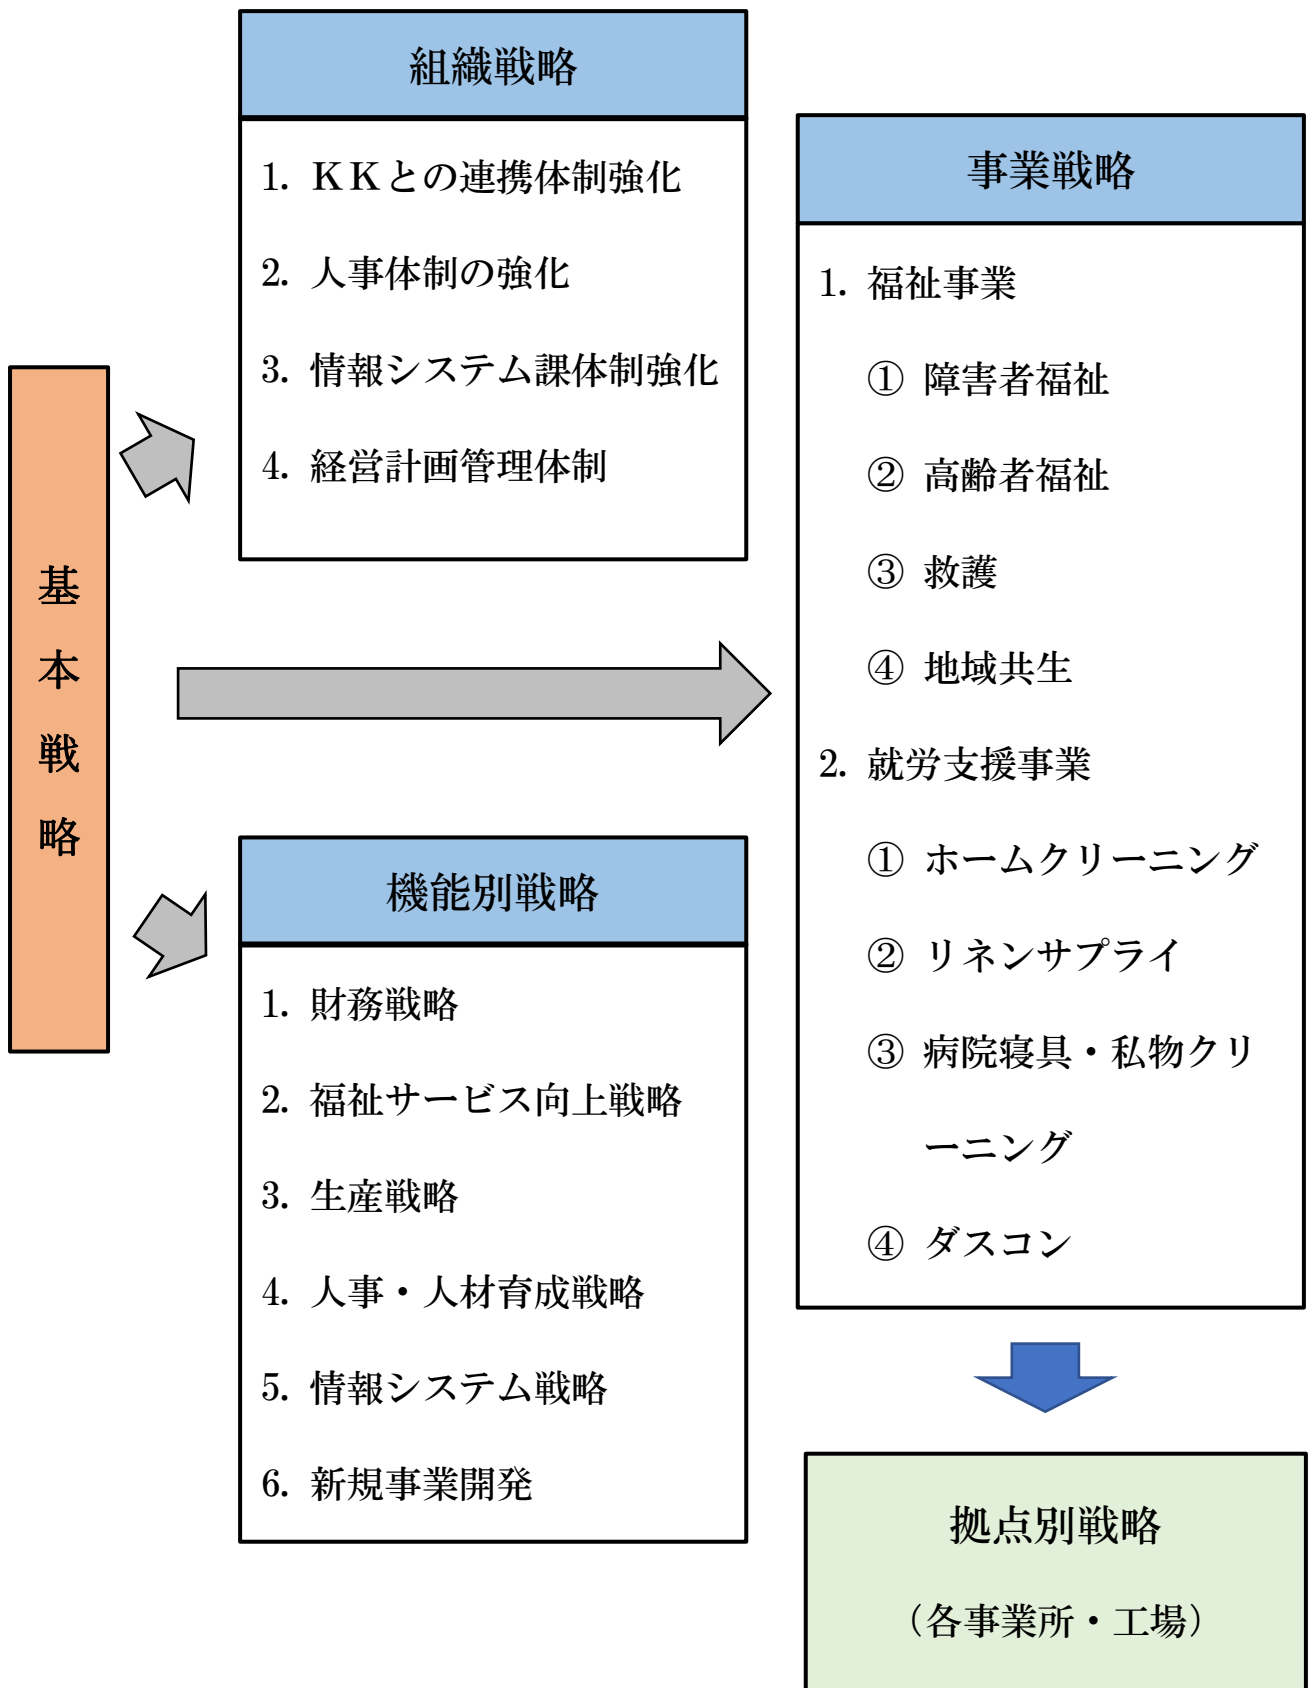 組織戦略
1. ＫＫとの連携体制強化
2. 人事体制の強化
3. 情報システム課体制強化
4. 経営計画管理体制
基本戦略
機能別戦略
1. 財務戦略
2. 福祉サービス向上戦略
3. 生産戦略
4. 人事・人材育成戦略
5. 情報システム戦略
6. 新規事業開発
事業戦略
1. 福祉事業
① 障害者福祉
② 高齢者福祉
③ 救護
④ 地域共生
2. 就労支援事業
① ホームクリーニング
② リネンサプライ
③ 病院寝具・私物クリ
ーニング
④ ダスコン
拠点別戦略
（各事業所・工場）